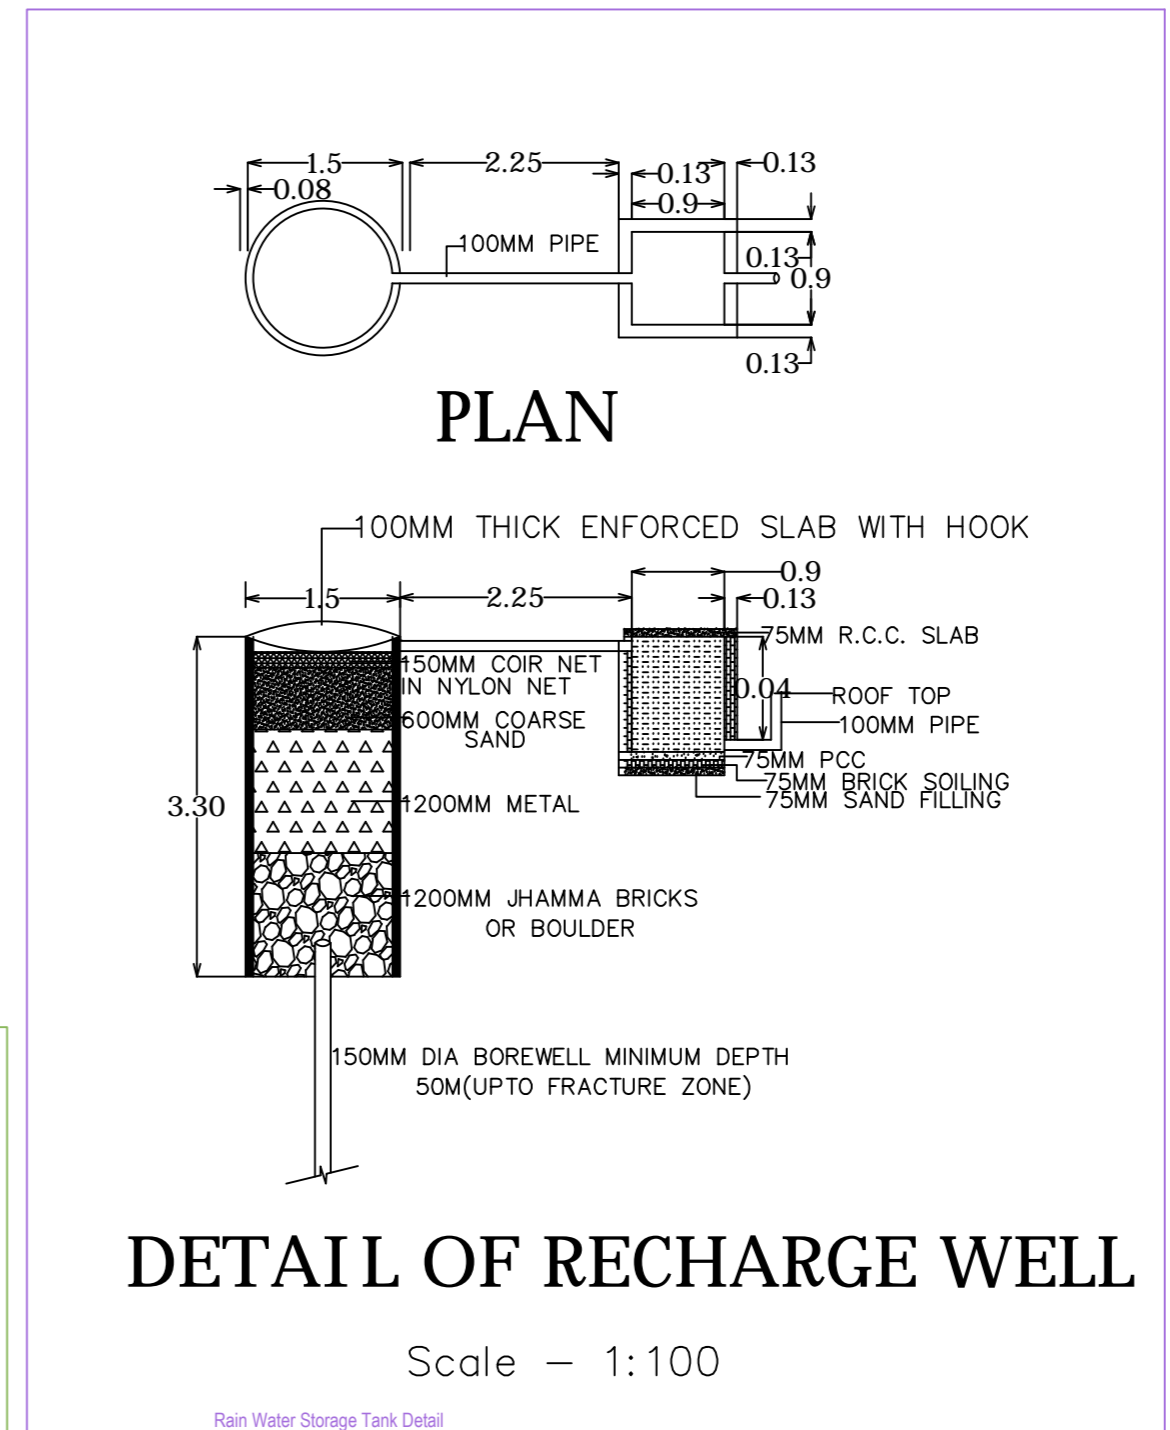 1.5
2.25
0.13
0.13
0.08
0.9
100MM PIPE
0.13
0.9
0.13
PLAN
100MM THICK ENFORCED SLAB WITH HOOK
0.9
1.5
2.25
0.13
75MM R.C.C. SLAB
150MM COIR NET
IN NYLON NET
0.04
ROOF TOP
600MM COARSE
SAND
100MM PIPE
75MM PCC
75MM BRICK SOILING
75MM SAND FILLING
3.30
1200MM METAL
1200MM JHAMMA BRICKS
OR BOULDER
150MM DIA BOREWELL MINIMUM DEPTH
50M(UPTO FRACTURE ZONE)
DETAIL OF RECHARGE WELL
Scale - 1:100
Rain Water Storage Tank Detail